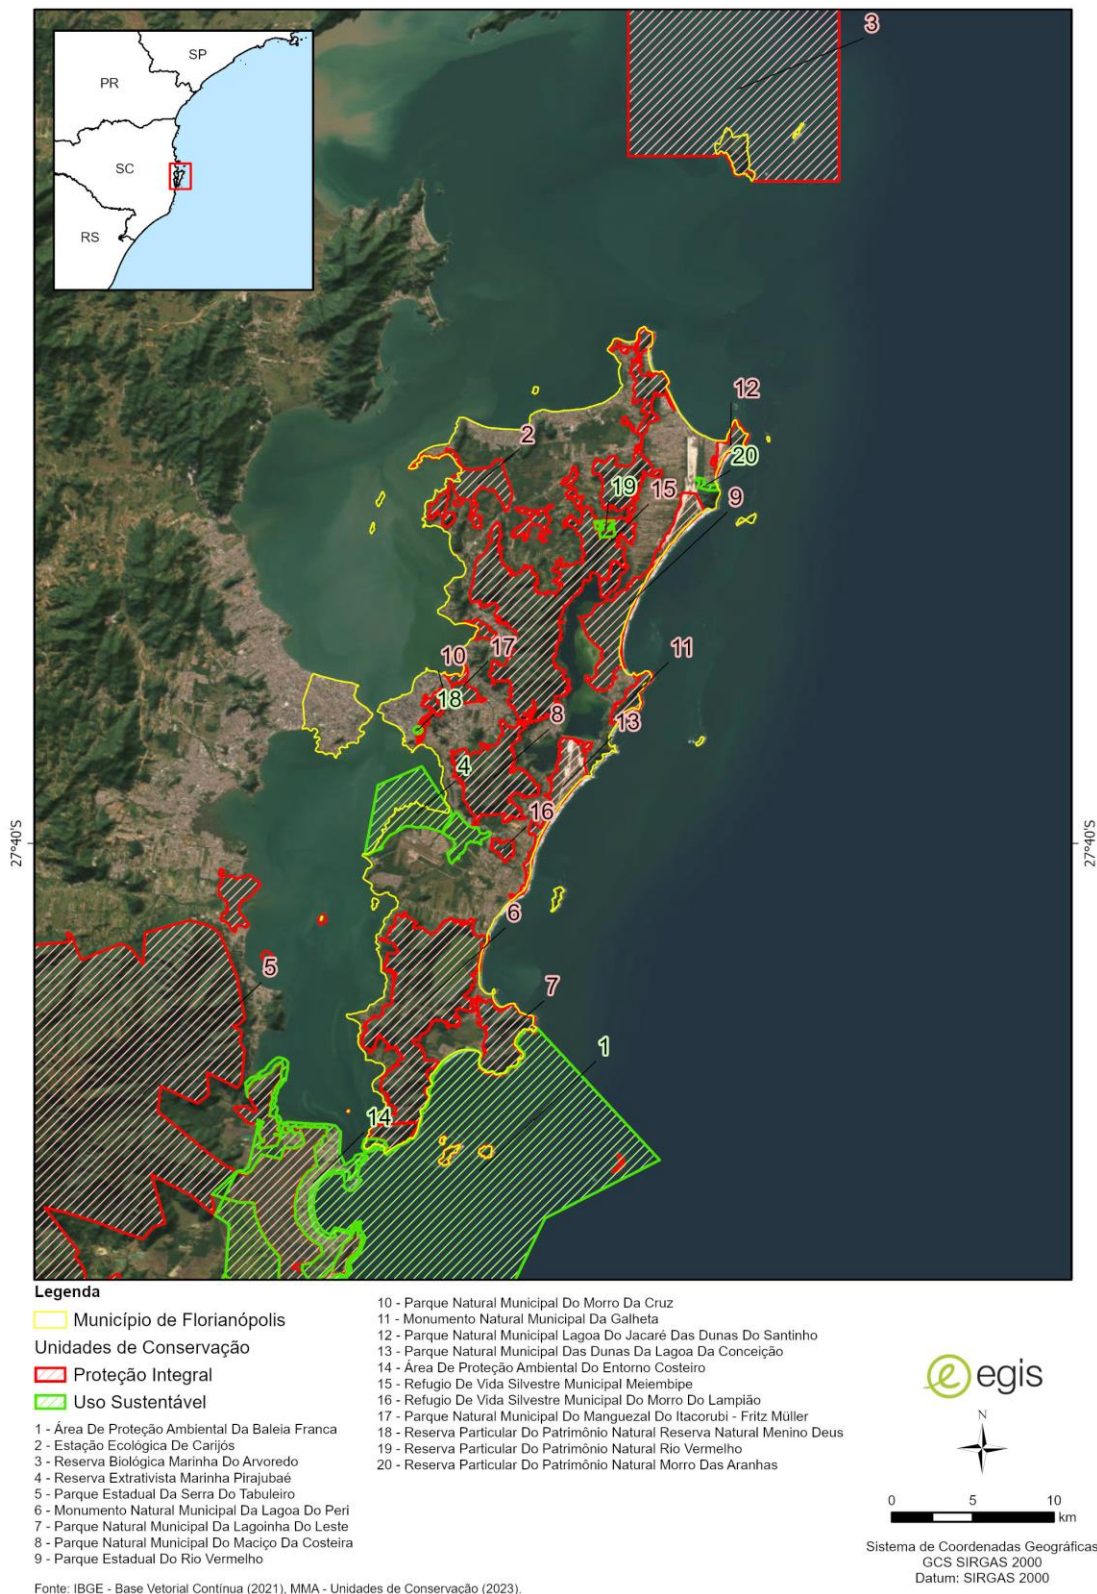 SP
PR
SC
RS
3
12
2
20
19
15
9
10
17
11
18
8
13
4
16
27°40'S
27°40'S
6
5
7
1
14
Legenda
Município de Florianópolis
Unidades de Conservação
Proteção Integral
Uso Sustentável
1 - Área De Proteção Ambiental Da Baleia Franca
2 - Estação Ecológica De Carijós
3 - Reserva Biológica Marinha Do Arvoredo
4 - Reserva Extrativista Marinha Pirajubaé
5 - Parque Estadual Da Serra Do Tabuleiro
6 - Monumento Natural Municipal Da Lagoa Do Peri
7 - Parque Natural Municipal Da Lagoinha Do Leste
8 - Parque Natural Municipal Do Maciço Da Costeira
9 - Parque Estadual Do Rio Vermelho
10 - Parque Natural Municipal Do Morro Da Cruz
11 - Monumento Natural Municipal Da Galheta
12 - Parque Natural Municipal Lagoa Do Jacaré Das Dunas Do Santinho
13 - Parque Natural Municipal Das Dunas Da Lagoa Da Conceição
14 - Área De Proteção Ambiental Do Entorno Costeiro
15 - Refugio De Vida Silvestre Municipal Meiembipe
16 - Refugio De Vida Silvestre Municipal Do Morro Do Lampião
17 - Parque Natural Municipal Do Manguezal Do Itacorubi - Fritz Müller
18 - Reserva Particular Do Patrimônio Natural Reserva Natural Menino Deus
19 - Reserva Particular Do Patrimônio Natural Rio Vermelho
20 - Reserva Particular Do Patrimônio Natural Morro Das Aranhas
egis
N
0 5 10
km
Sistema de Coordenadas Geográficas
GCS SIRGAS 2000
Datum: SIRGAS 2000
Fonte: IBGE - Base Vetorial Contínua (2021), MMA - Unidades de Conservação (2023).